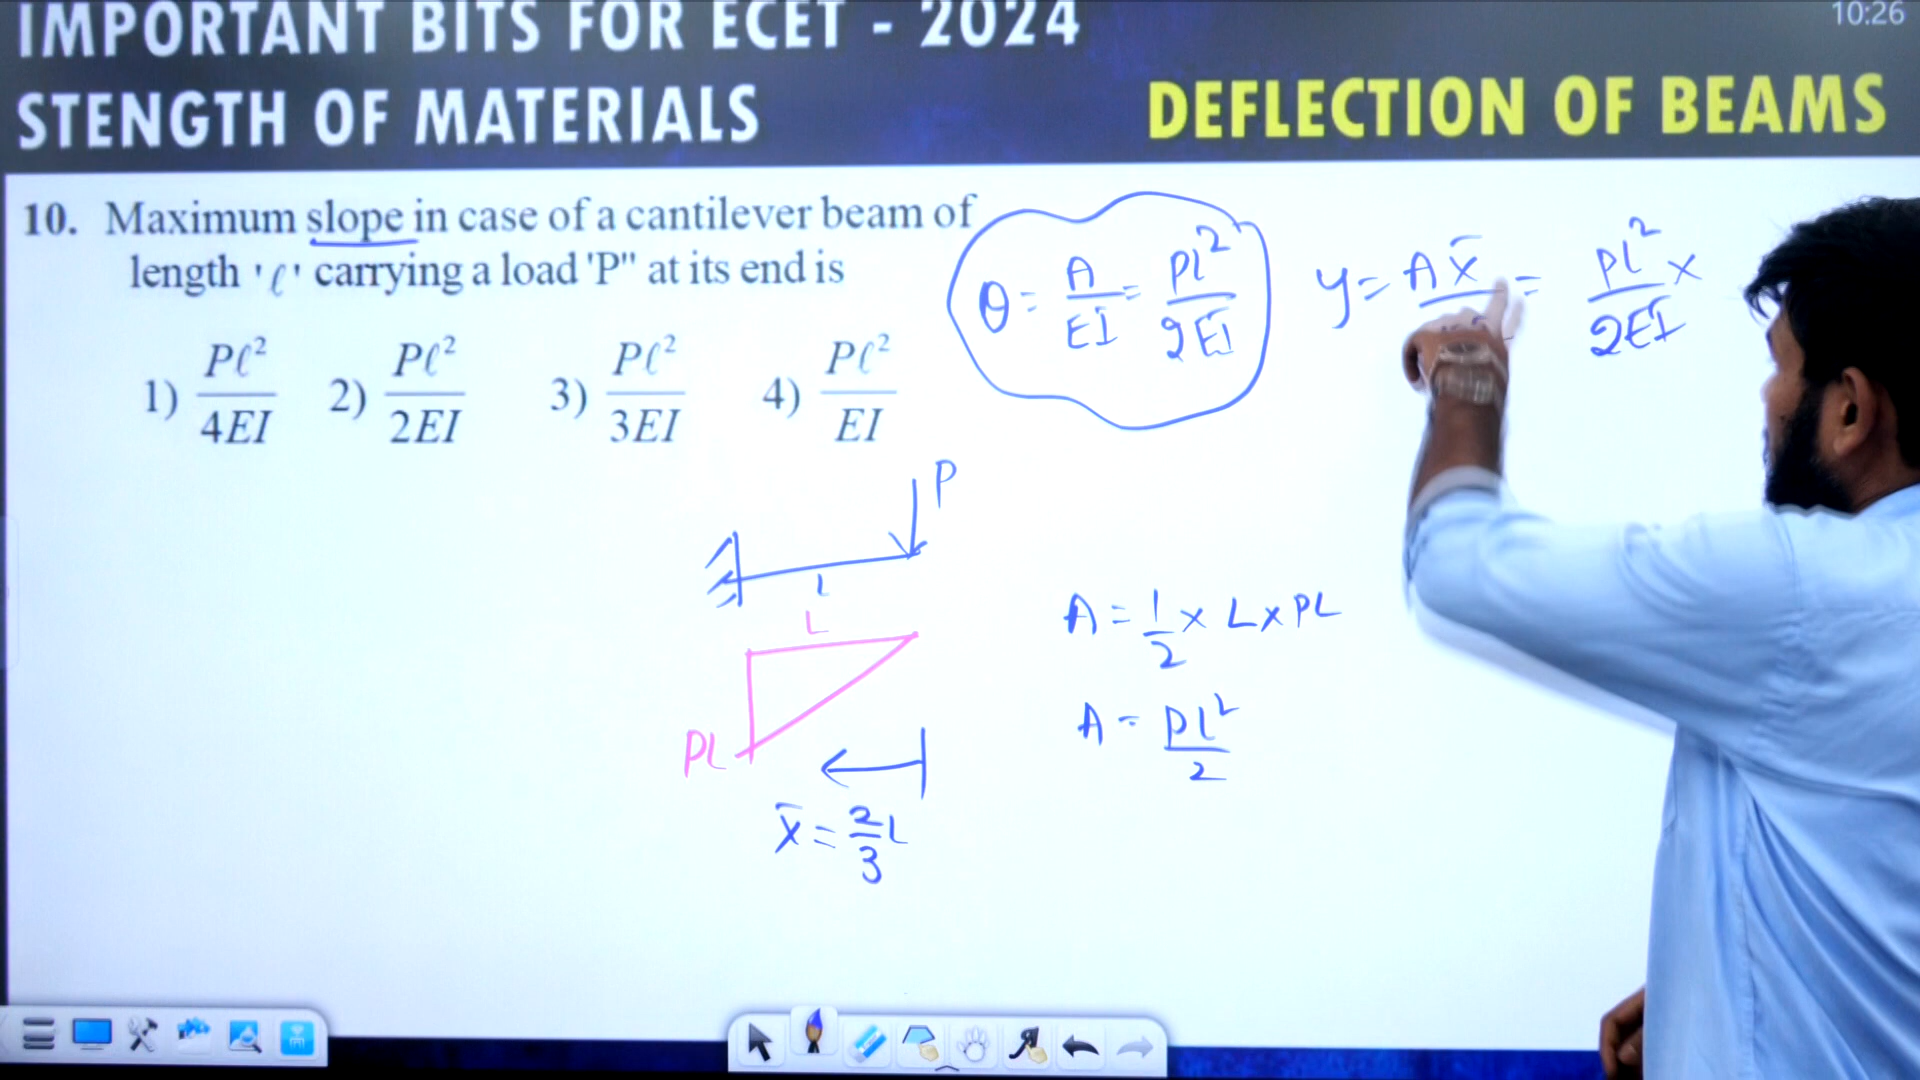 10:26
IMPORTANT BITS FOR ECET - 2024
STENGTH OF MATERIALS
DEFLECTION OF BEAMS
10. Maximum slope in case of a cantilever beam of
length 'ℓ' carrying a load 'P" at its end is
1) Pℓ²/4EI 2) Pℓ²/2EI 3) Pℓ²/3EI 4) Pℓ²/EI
θ = A/EI = Pl²/2EI
y = A x̄ = Pl²/2EI x
P
L
L
PL
x̄ = 2/3 L
A = 1/2 x L x PL
A = Pl²/2